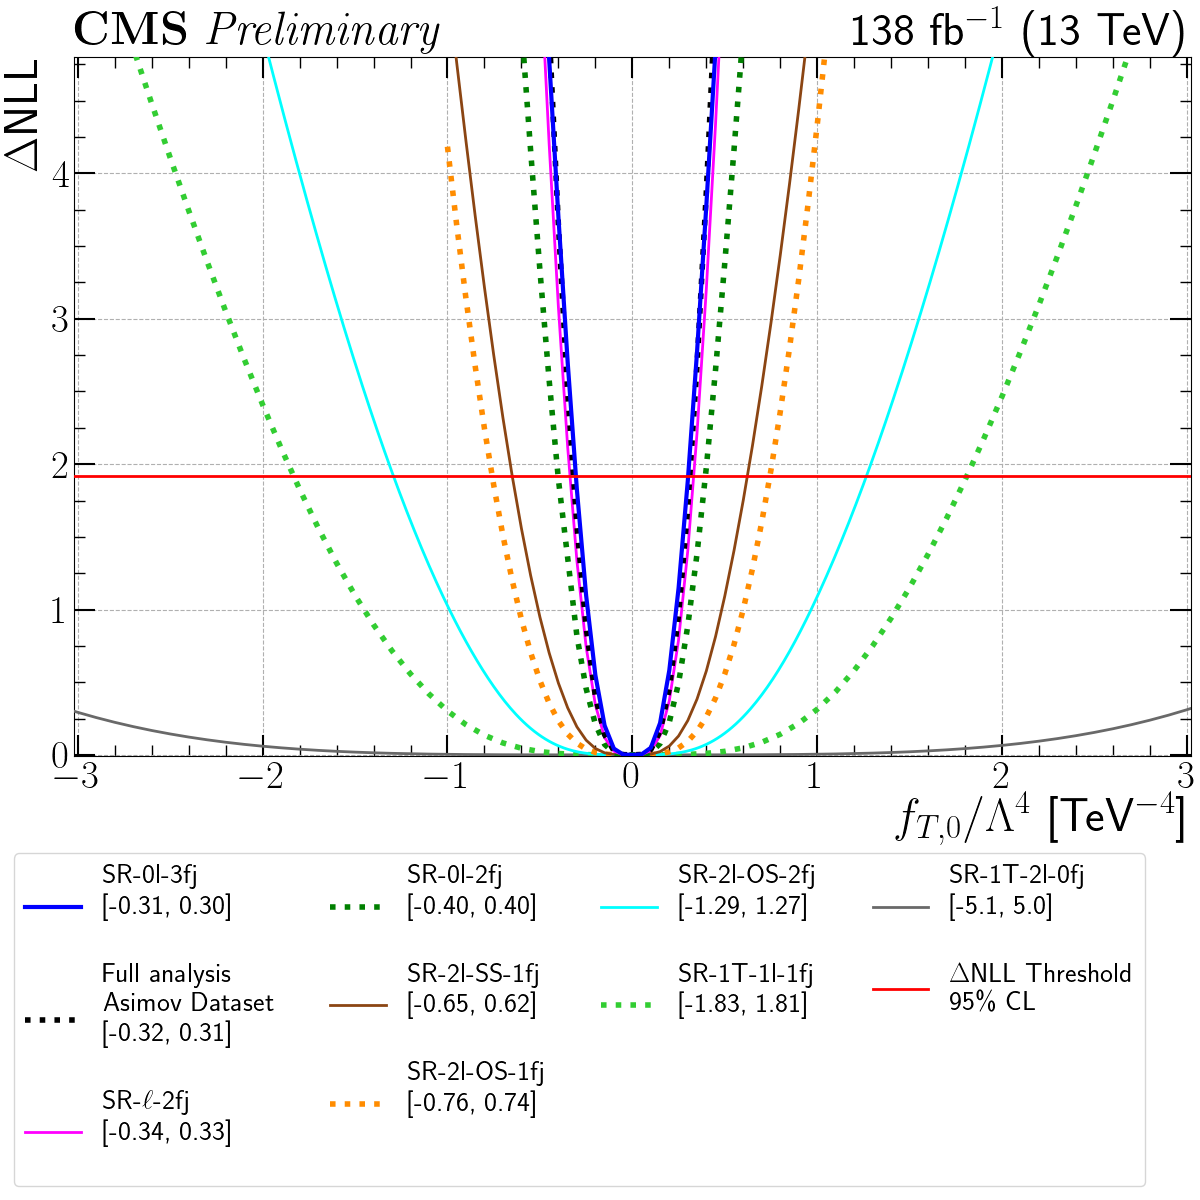 CMS Preliminary
138 fb⁻¹ (13 TeV)
ΔNLL
4
3
2
1
0
−3 −2 −1 0 1 2 3
f_{T,0}/Λ⁴ [TeV⁻⁴]
SR-0l-3fj
[-0.31, 0.30]
Full analysis
Asimov Dataset
[-0.32, 0.31]
SR-ℓ-2fj
[-0.34, 0.33]
SR-0l-2fj
[-0.40, 0.40]
SR-2l-SS-1fj
[-0.65, 0.62]
SR-2l-OS-1fj
[-0.76, 0.74]
SR-2l-OS-2fj
[-1.29, 1.27]
SR-1T-1l-1fj
[-1.83, 1.81]
SR-1T-2l-0fj
[-5.1, 5.0]
ΔNLL Threshold
95% CL